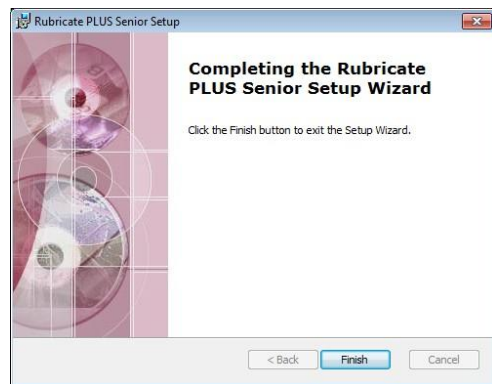 Rubricate PLUS Senior Setup
Completing the Rubricate
PLUS Senior Setup Wizard
Click the Finish button to exit the Setup Wizard.
< Back
Finish
Cancel